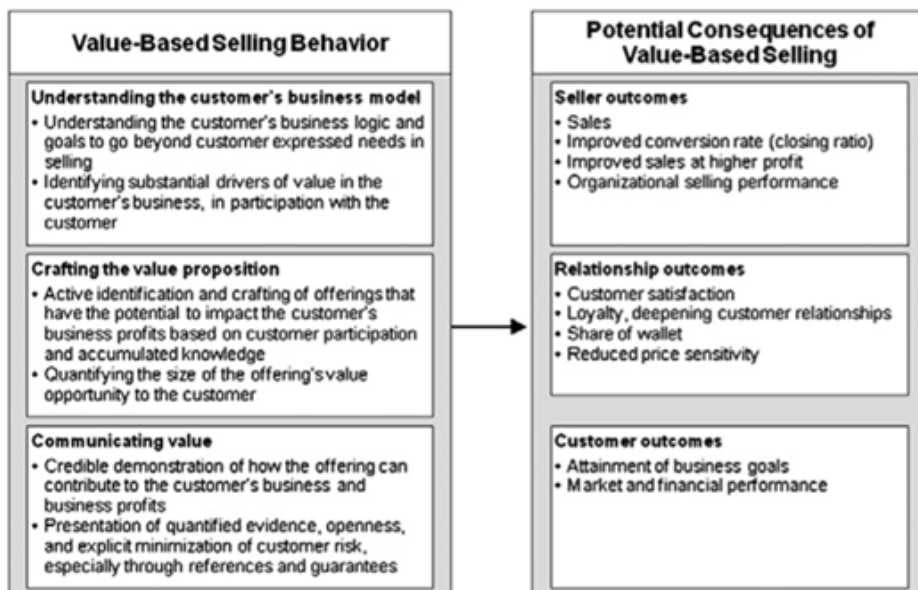 Value-Based Selling Behavior
Understanding the customer's business model
• Understanding the customer's business logic and
goals to go beyond customer expressed needs in
selling
• Identifying substantial drivers of value in the
customer's business, in participation with the
customer
Crafting the value proposition
• Active identification and crafting of offerings that
have the potential to impact the customer's
business profits based on customer participation
and accumulated knowledge
• Quantifying the size of the offering's value
opportunity to the customer
Communicating value
• Credible demonstration of how the offering can
contribute to the customer's business and
business profits
• Presentation of quantified evidence, openness,
and explicit minimization of customer risk,
especially through references and guarantees
Potential Consequences of
Value-Based Selling
Seller outcomes
• Sales
• Improved conversion rate (closing ratio)
• Improved sales at higher profit
• Organizational selling performance
Relationship outcomes
• Customer satisfaction
• Loyalty, deepening customer relationships
• Share of wallet
• Reduced price sensitivity
Customer outcomes
• Attainment of business goals
• Market and financial performance